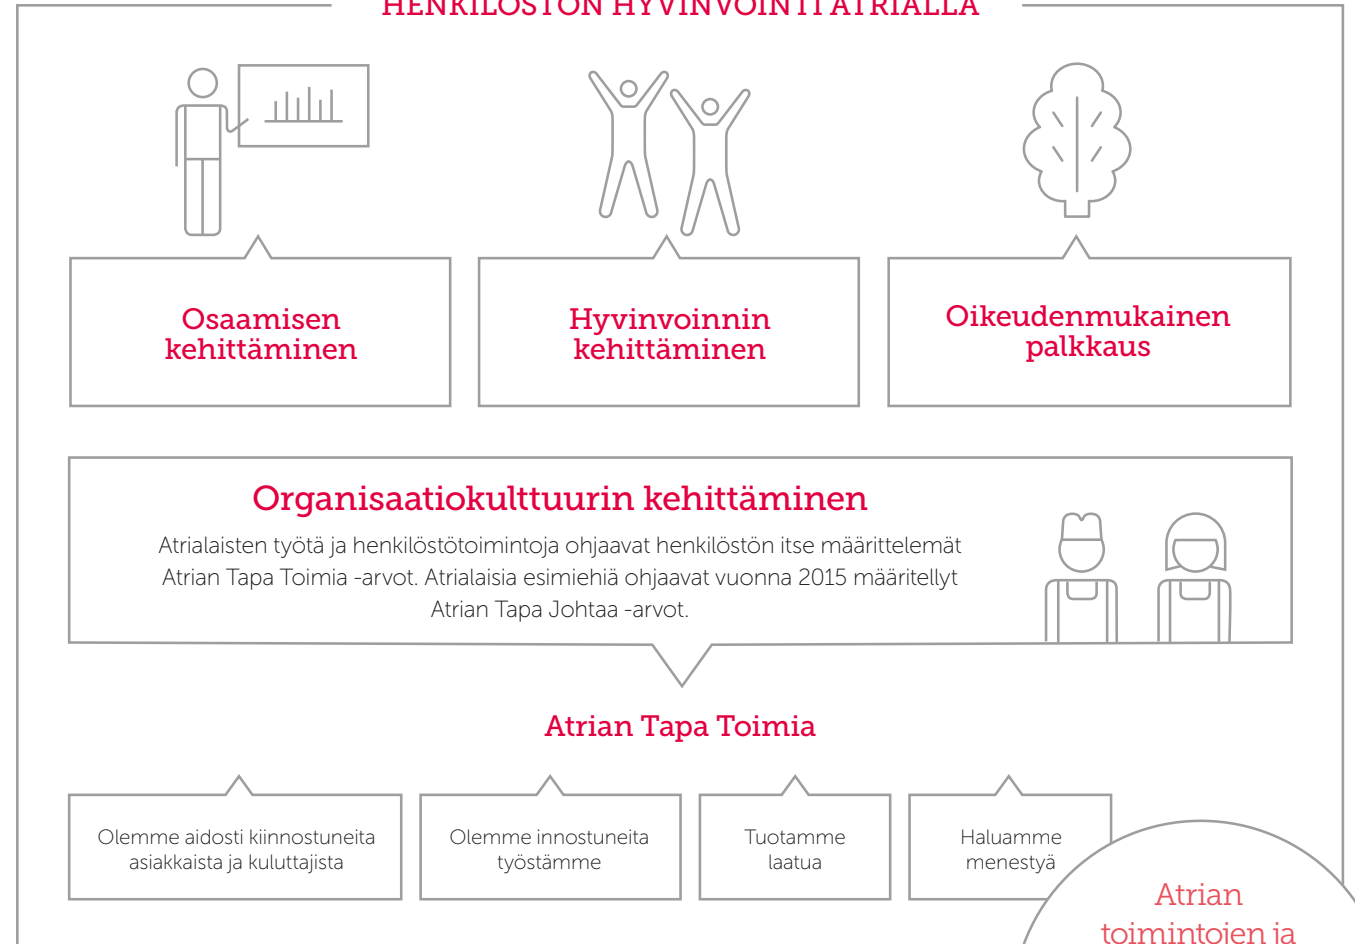 HENKILÖSTÖN HYVINVOINTI ATRIALLA
Osaamisen
kehittäminen
Hyvinvoinnin
kehittäminen
Oikeudenmukainen
palkkaus
Organisaatiokulttuurin kehittäminen
Atrialaisten työtä ja henkilöstötoimintoja ohjaavat henkilöstön itse määrittelemät
Atrian Tapa Toimia -arvot. Atrialaisia esimiehiä ohjaavat vuonna 2015 määritellyt
Atrian Tapa Johtaa -arvot.
Atrian Tapa Toimia
Olemme aidosti kiinnostuneita
asiakkaista ja kuluttajista
Olemme innostuneita
työstämme
Tuotamme
laatua
Haluamme
menestyä
Atrian
toimintojen ja